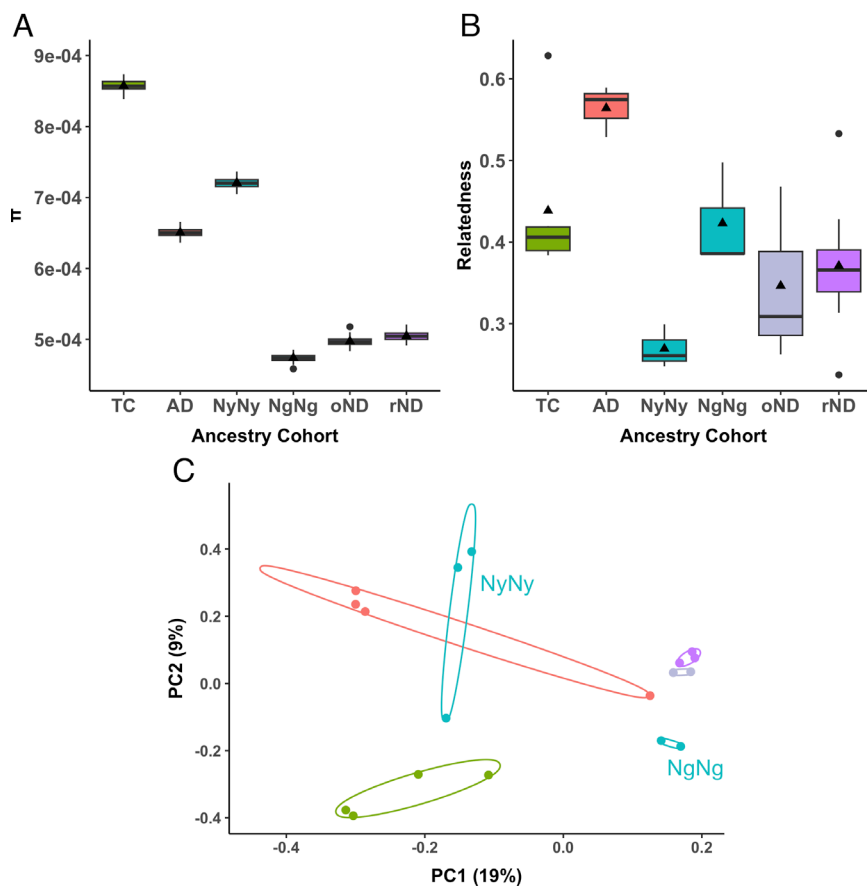 A
9e-04
8e-04
7e-04
6e-04
5e-04
π
TC AD NyNy NgNg oND rND
Ancestry Cohort
B
0.6
0.5
0.4
0.3
Relatedness
TC AD NyNy NgNg oND rND
Ancestry Cohort
C
0.4
0.2
0.0
-0.2
-0.4
PC2 (9%)
NyNy
NgNg
-0.4 -0.2 0.0 0.2
PC1 (19%)